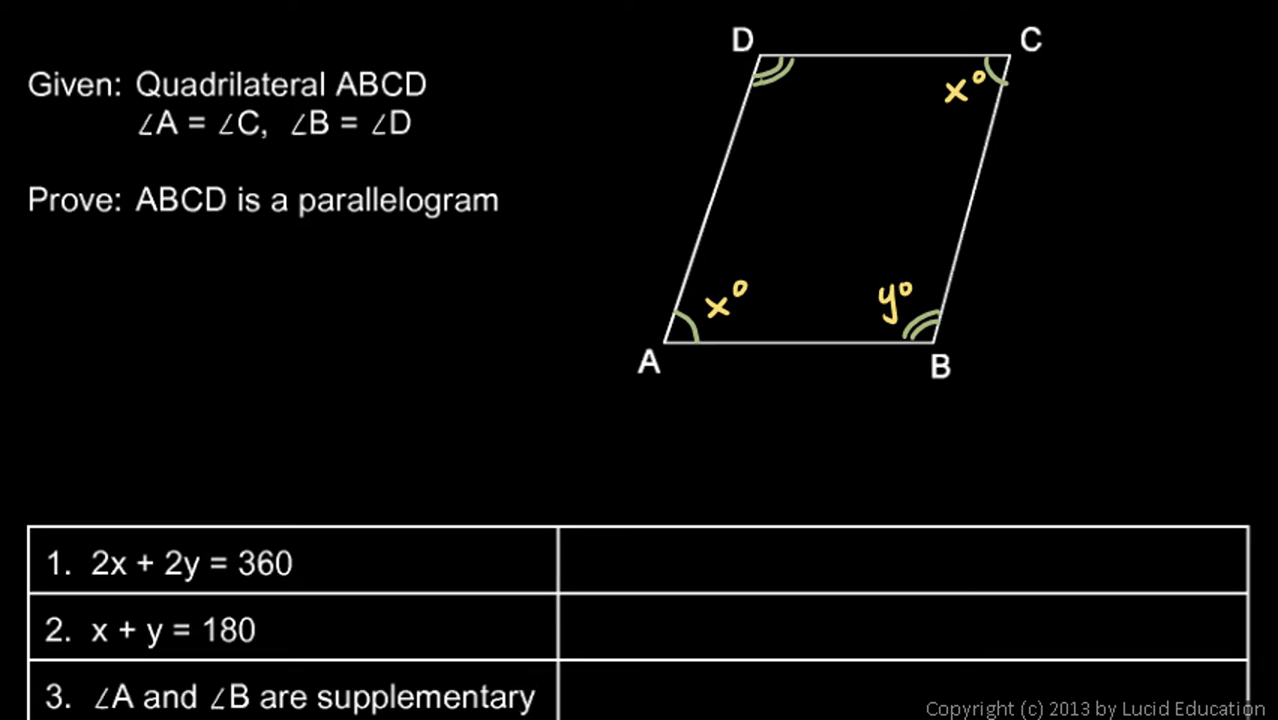 D
C
Given: Quadrilateral ABCD
∠A = ∠C, ∠B = ∠D
x°
Prove: ABCD is a parallelogram
x°
y°
A
B
1. 2x + 2y = 360
2. x + y = 180
3. ∠A and ∠B are supplementary
Copyright (c) 2013 by Lucid Education